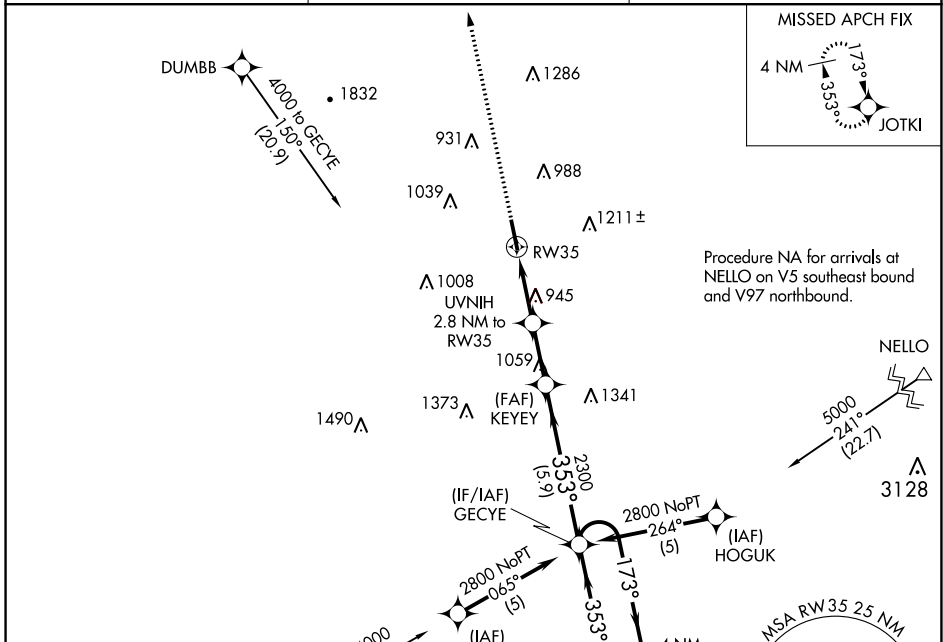 MISSED APCH FIX
4 NM
173°
353°
JOTKI
DUMBB
4000 to GECYE
150°
(20.9)
1832
1286
931
988
1039
1211±
RW35
1008
945
UVNIH
2.8 NM to
RW35
Procedure NA for arrivals at
NELLO on V5 southeast bound
and V97 northbound.
NELLO
1059
(FAF)
KEYEY
1341
1373
1490
5000
241°
(22.7)
3128
2300
353°
(5.9)
(IF/IAF)
GECYE
2800 NoPT
264°
(5)
(IAF)
HOGUK
2800 NoPT
065°
(5)
(IAF)
173°
353°
4 NM
MSA RW35 25 NM